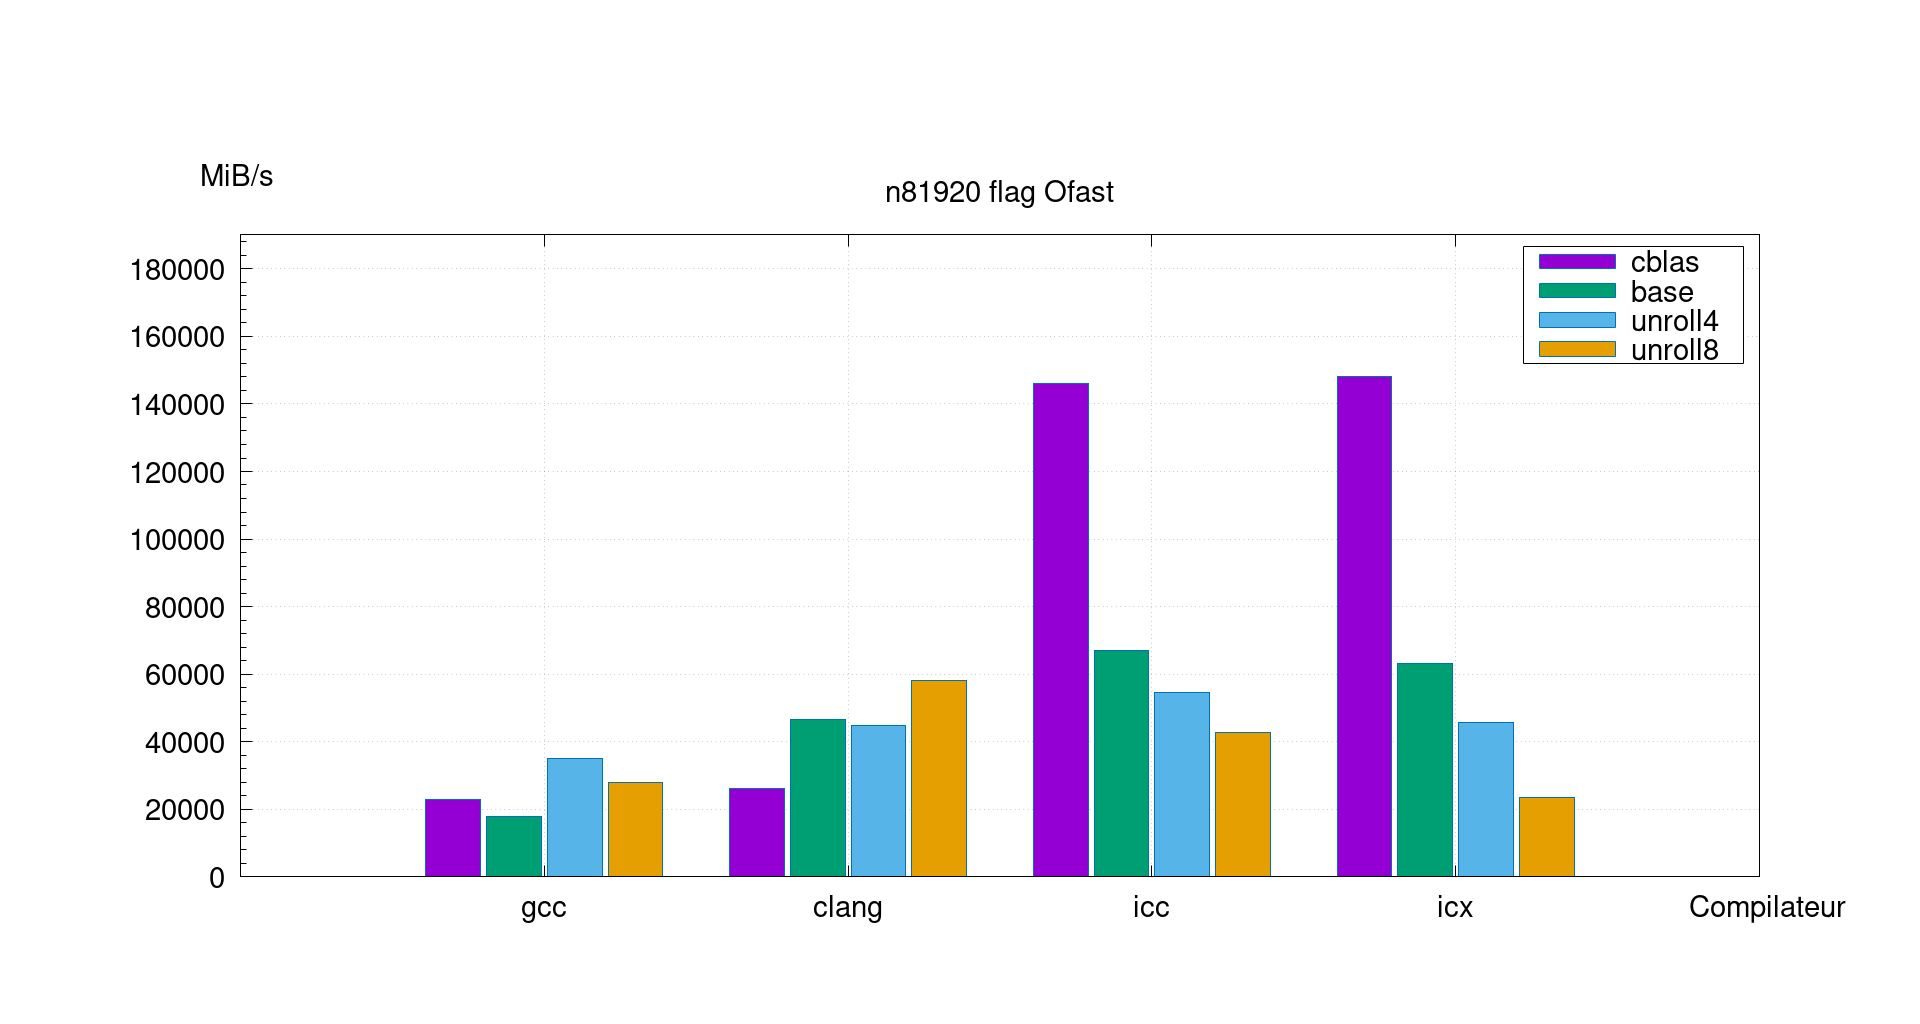 MiB/s
n81920 flag Ofast
180000
160000
140000
120000
100000
80000
60000
40000
20000
0
cblas
base
unroll4
unroll8
gcc clang icc icx Compilateur